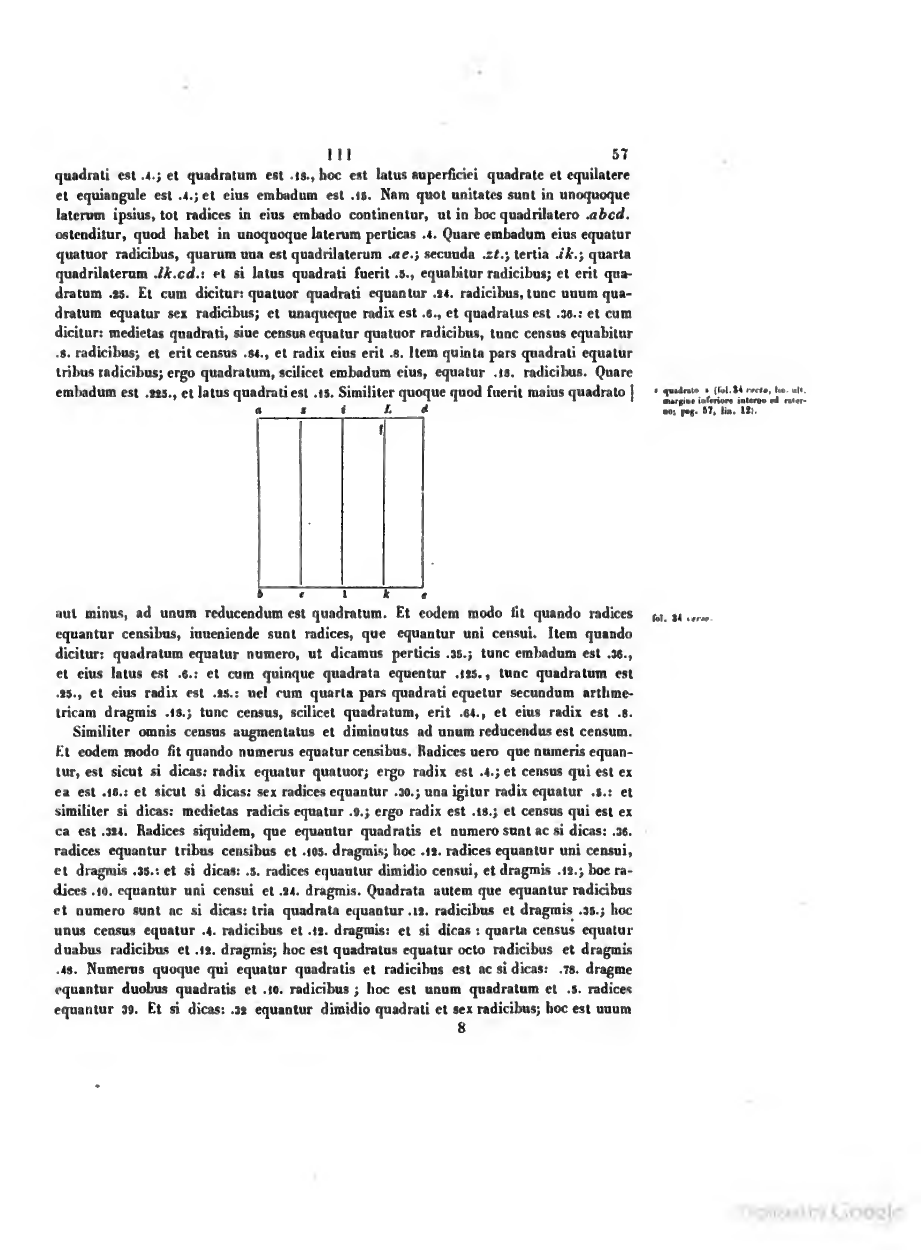 III 57
quadrati est .4.; et quadratum est .16., hoc est latus superficiei quadrate et equilatere
et equiangule est .4.; et eius embadum est .16. Nam quot unitates sunt in unoquoque
laterum ipsius, tot radices in eius embado continentur, ut in hoc quadrilatero .abcd.
ostenditur, quod habet in unoquoque laterum perticas .4. Quare embadum eius equatur
quatuor radicibus, quarum una est quadrilaterum .ae.; secunda .zt.; tertia .ik.; quarta
quadrilaterum .lk.cd.: et si latus quadrati fuerit .5., equabitur radicibus; et erit qua-
dratum .25. Et cum dicitur: quatuor quadrati equantur .24. radicibus, tunc unum qua-
dratum equatur sex radicibus; et unaqueque radix est .6., et quadratus est .36.: et cum
dicitur: medietas quadrati, siue census equatur quatuor radicibus, tunc census equabitur
.8. radicibus; et erit census .64., et radix eius erit .8. Item quinta pars quadrati equatur
tribus radicibus; ergo quadratum, scilicet embadum eius, equatur .15. radicibus. Quare
embadum est .225., et latus quadrati est .15. Similiter quoque quod fuerit maius quadrato |
« quadrato » (fol. 24 recto, lin. ult.
margine inferiore interno ed ester-
no; pag. 57, lin. 12).
a z i L d
f
b e l k e
aut minus, ad unum reducendum est quadratum. Et eodem modo fit quando radices
fol. 24 verso.
equantur censibus, inueniende sunt radices, que equantur uni censui. Item quando
dicitur: quadratum equatur numero, ut dicamus perticis .36.; tunc embadum est .36.,
et eius latus est .6.: et cum quinque quadrata equentur .125., tunc quadratum est
.25., et eius radix est .25.: uel cum quarta pars quadrati equetur secundum arthme-
tricam dragmis .16.; tunc census, scilicet quadratum, erit .64., et eius radix est .8.
Similiter omnis census augmentatus et diminutus ad unum reducendus est censum.
Et eodem modo fit quando numerus equatur censibus. Radices uero que numeris equan-
tur, est sicut si dicas: radix equatur quatuor; ergo radix est .4.; et census qui est ex
ea est .16.: et sicut si dicas: sex radices equantur .30.; una igitur radix equatur .5.: et
similiter si dicas: medietas radicis equatur .9.; ergo radix est .18.; et census qui est ex
ea est .324. Radices siquidem, que equantur quadratis et numero sunt ac si dicas: .36.
radices equantur tribus censibus et .105. dragmis; hoc .12. radices equantur uni censui,
et dragmis .35.: et si dicas: .5. radices equantur dimidio censui, et dragmis .12.; hoc ra-
dices .10. equantur uni censui et .24. dragmis. Quadrata autem que equantur radicibus
et numero sunt ac si dicas: tria quadrata equantur .12. radicibus et dragmis .36.; hoc
unus census equatur .4. radicibus et .12. dragmis: et si dicas : quarta census equatur
duabus radicibus et .12. dragmis; hoc est quadratus equatur octo radicibus et dragmis
.48. Numerus quoque qui equatur quadratis et radicibus est ac si dicas: .78. dragme
equantur duobus quadratis et .10. radicibus ; hoc est unum quadratum et .5. radices
equantur 39. Et si dicas: .32 equantur dimidio quadrati et sex radicibus; hoc est unum
8
Digitized by Google